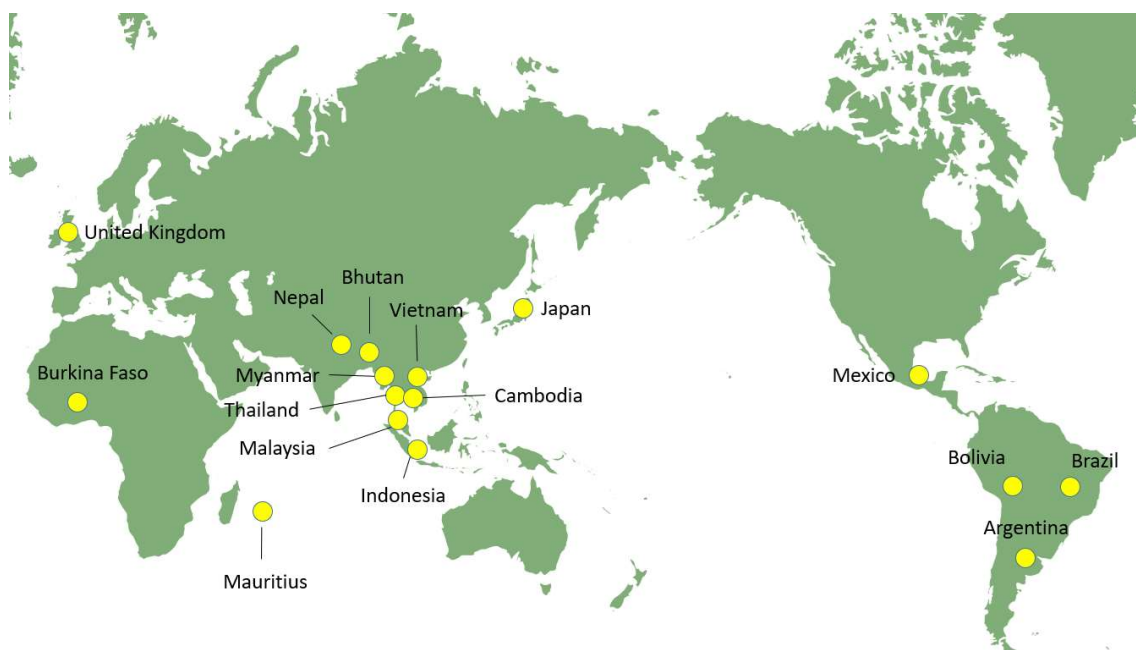 United Kingdom
Bhutan
Nepal
Vietnam
Japan
Burkina Faso
Myanmar
Mexico
Thailand
Cambodia
Malaysia
Bolivia
Brazil
Indonesia
Argentina
Mauritius